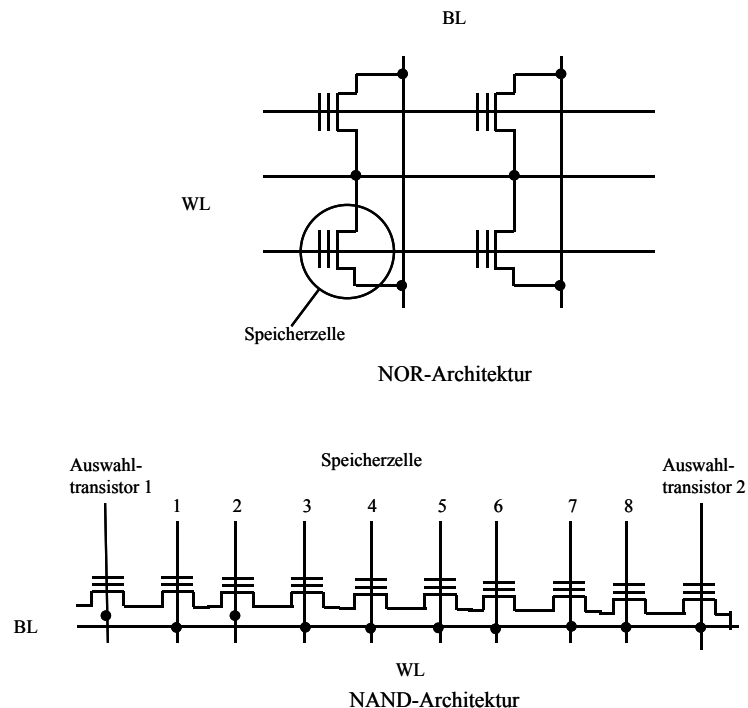 BL
WL
Speicherzelle
NOR-Architektur
Auswahl-
transistor 1
Speicherzelle
Auswahl-
transistor 2
1 2 3 4 5 6 7 8
BL
WL
NAND-Architektur